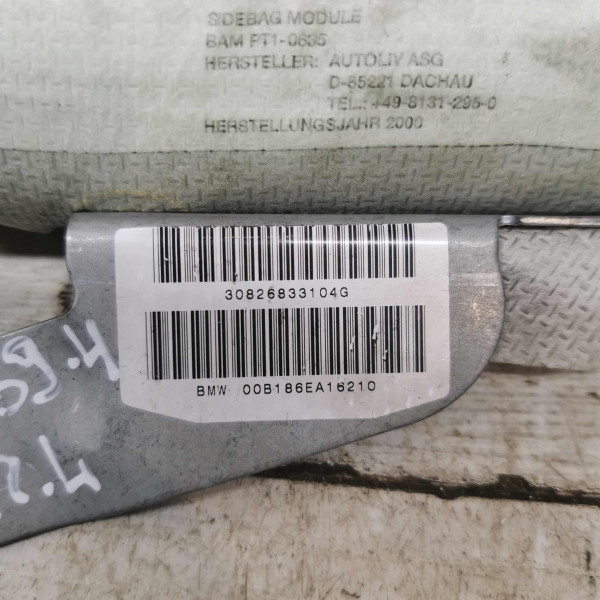 SIDEBAG MODULE
BAM PT1-0635
HERSTELLER: AUTOLIV ASG
D-85221 DACHAU
TEL.: +49-8131-295-0
HERSTELLUNGSJAHR 2000
30826833104G
BMW 00B186EA16210